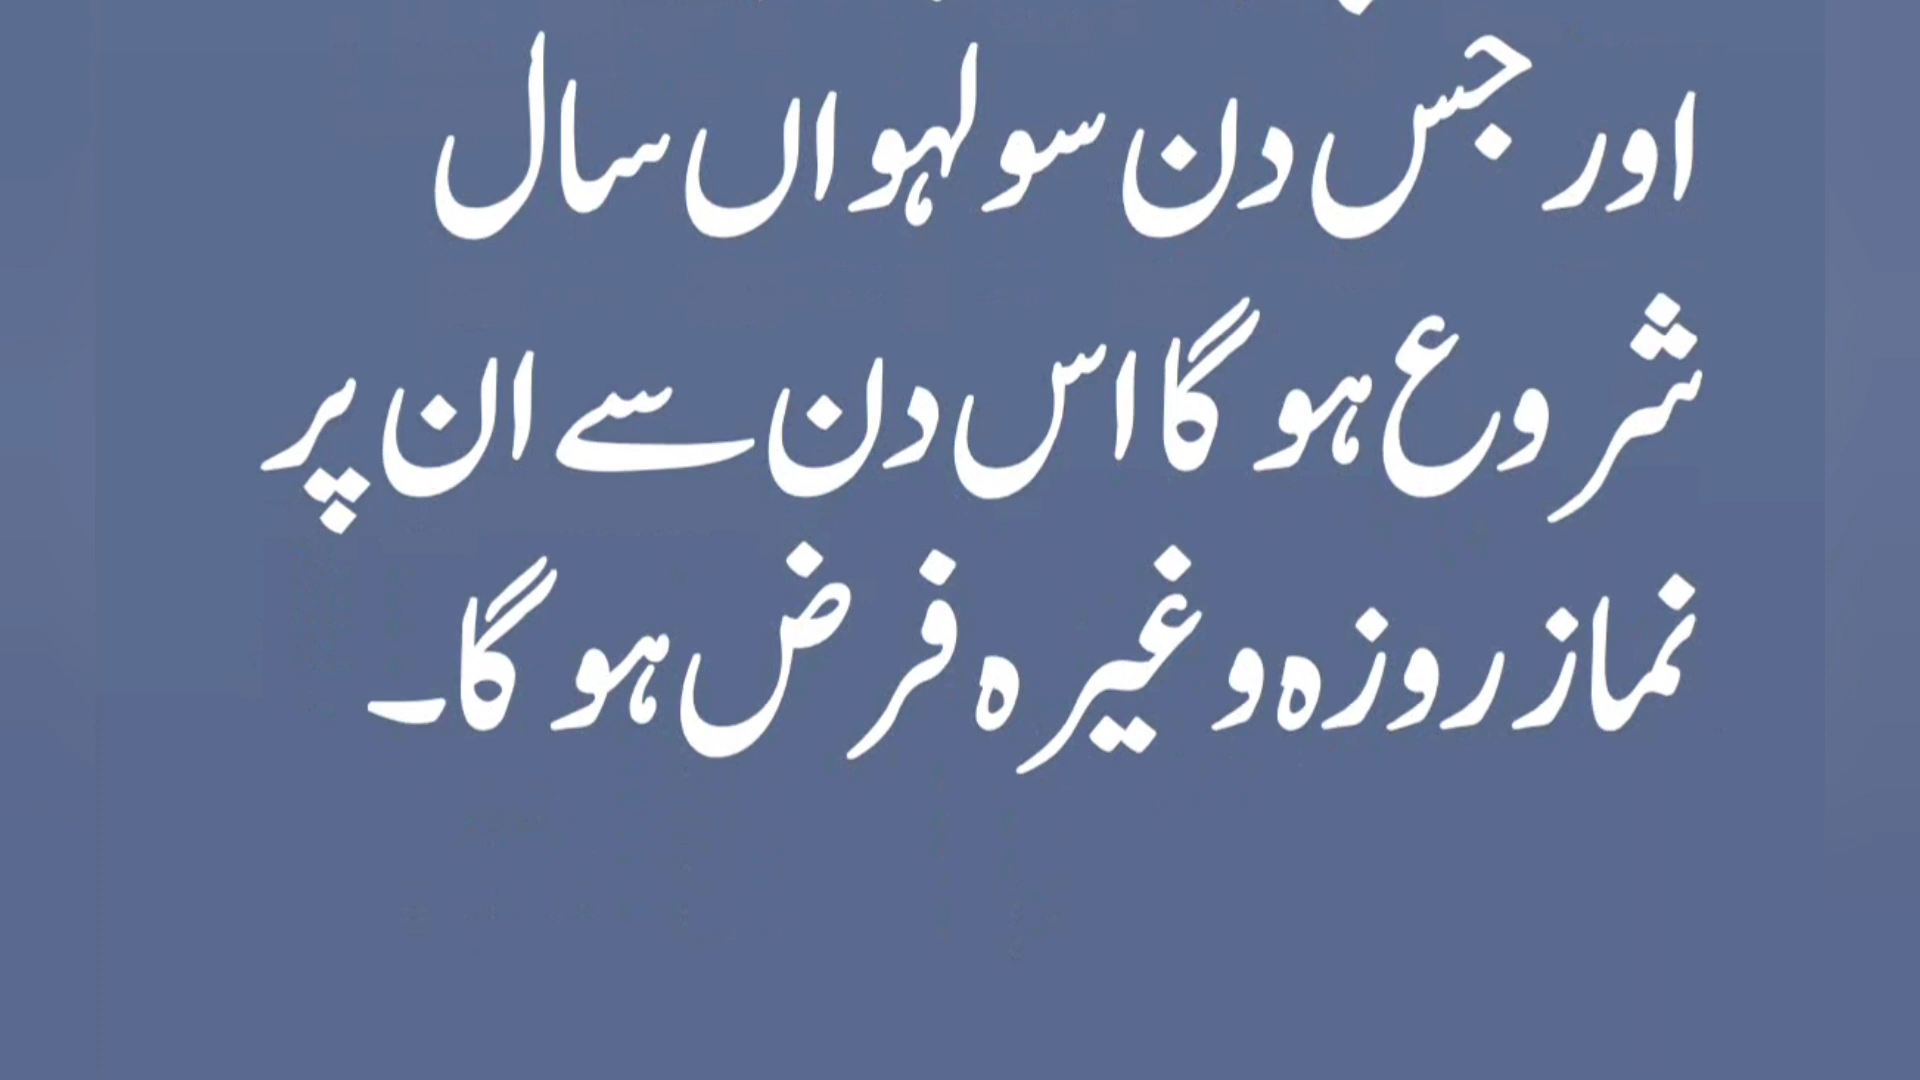 اور جس دن سولہواں سال
شروع ہو گا اس دن سے ان پر
نماز روزہ وغیرہ فرض ہو گا۔